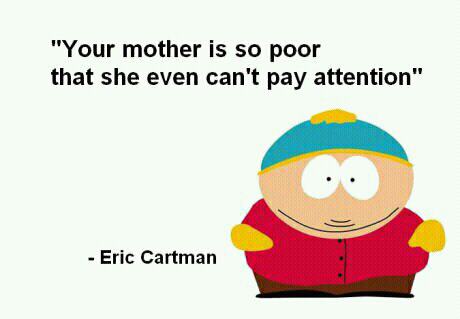 "Your mother is so poor
that she even can't pay attention"
- Eric Cartman